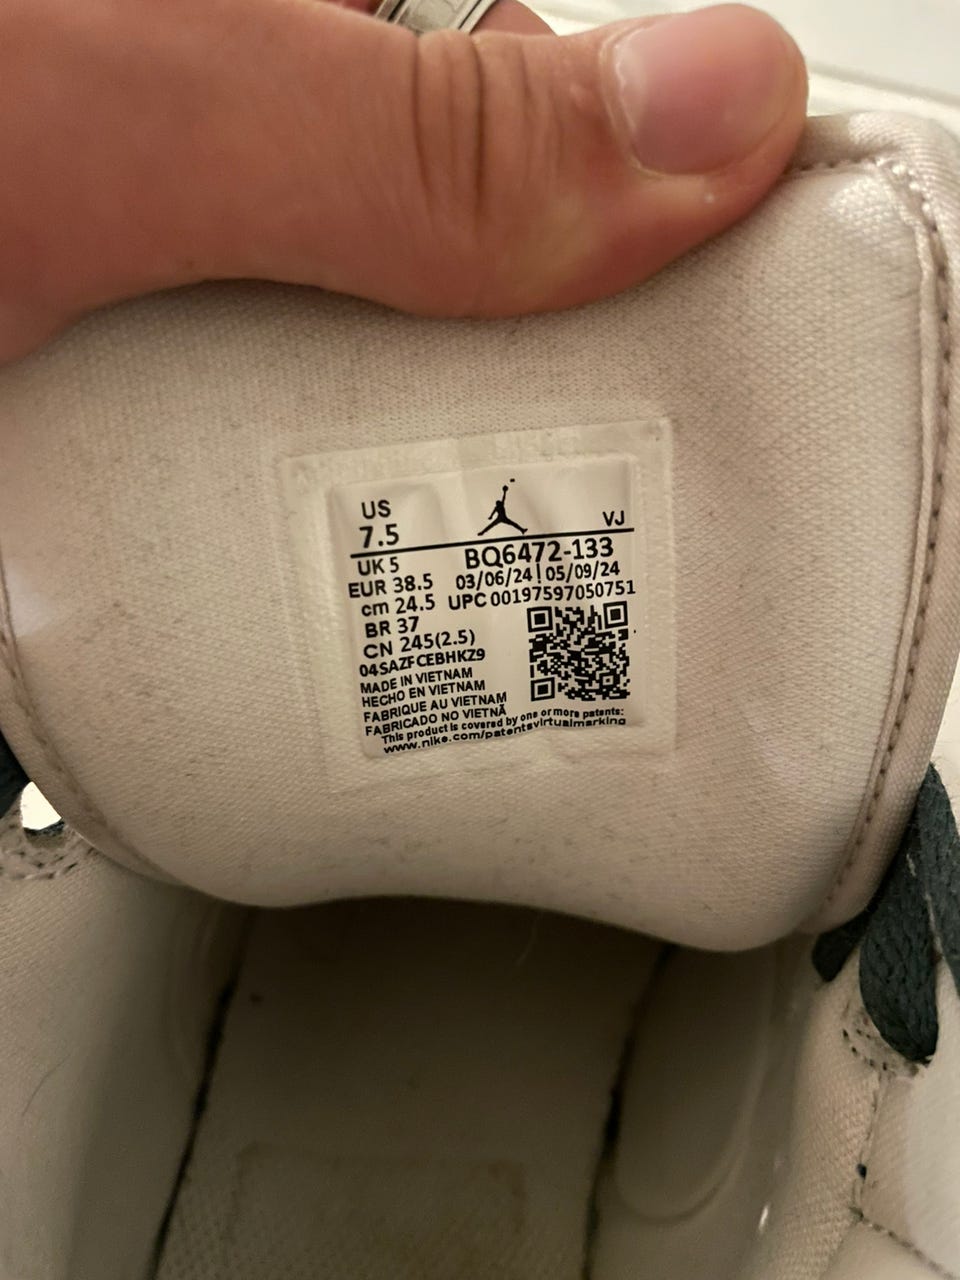 US
7.5
VJ
UK 5
BQ6472-133
EUR 38.5
03/06/24 | 05/09/24
cm 24.5
UPC 00197597050751
BR 37
CN 245(2.5)
04SAZFCEBHKZ9
MADE IN VIETNAM
HECHO EN VIETNAM
FABRIQUE AU VIETNAM
FABRICADO NO VIETNÃ
This product is covered by one or more patents:
www.nike.com/patentsvirtualmarking